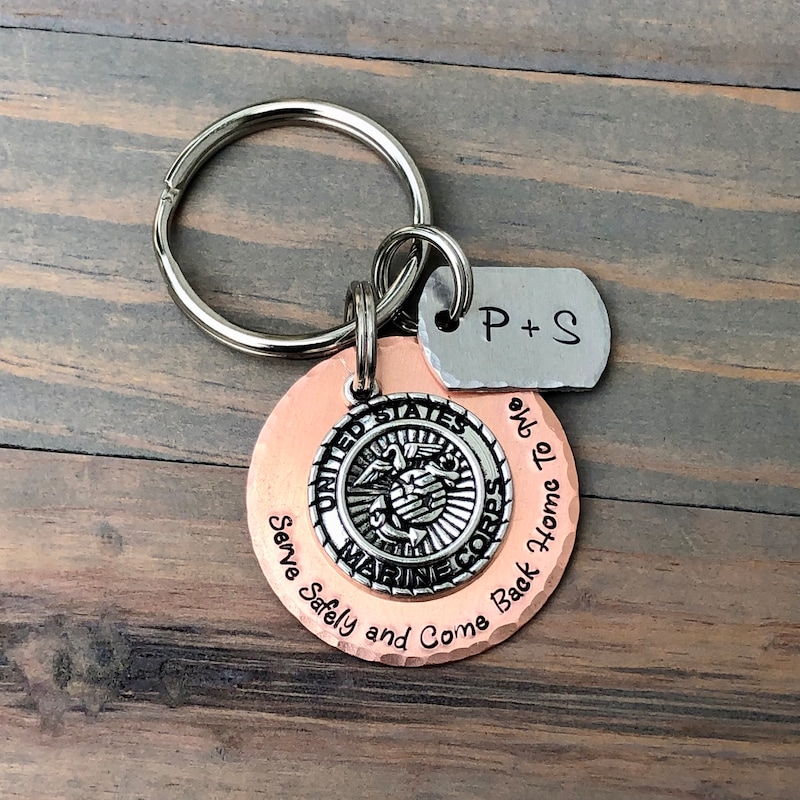 P + S
UNITED STATES
MARINE CORPS
Serve Safely and Come Back Home To Me